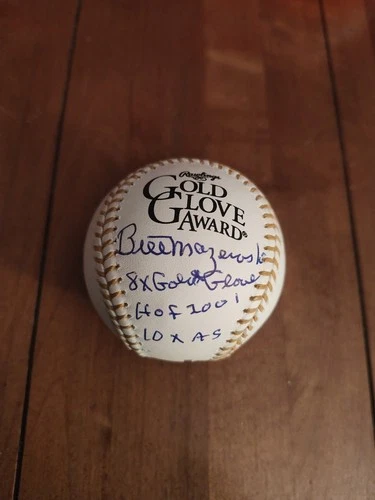 Rawlings
GOLD
GLOVE
AWARD®
Bill Mazeroski
8x Gold Glove
HOF 2001
10 x AS